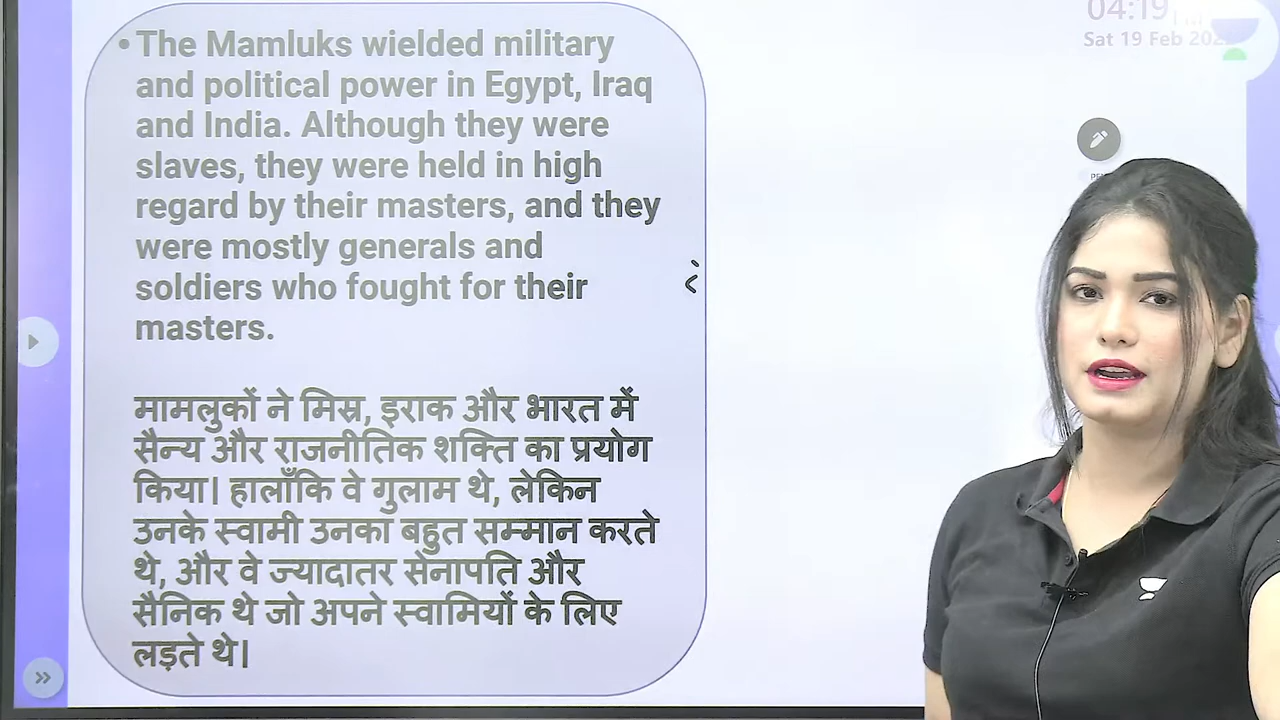 04:19
Sat 19 Feb
• The Mamluks wielded military
and political power in Egypt, Iraq
and India. Although they were
slaves, they were held in high
regard by their masters, and they
were mostly generals and
soldiers who fought for their
masters.
मामलुकों ने मिस्र, इराक और भारत में
सैन्य और राजनीतिक शक्ति का प्रयोग
किया। हालाँकि वे गुलाम थे, लेकिन
उनके स्वामी उनका बहुत सम्मान करते
थे, और वे ज्यादातर सेनापति और
सैनिक थे जो अपने स्वामियों के लिए
लड़ते थे।